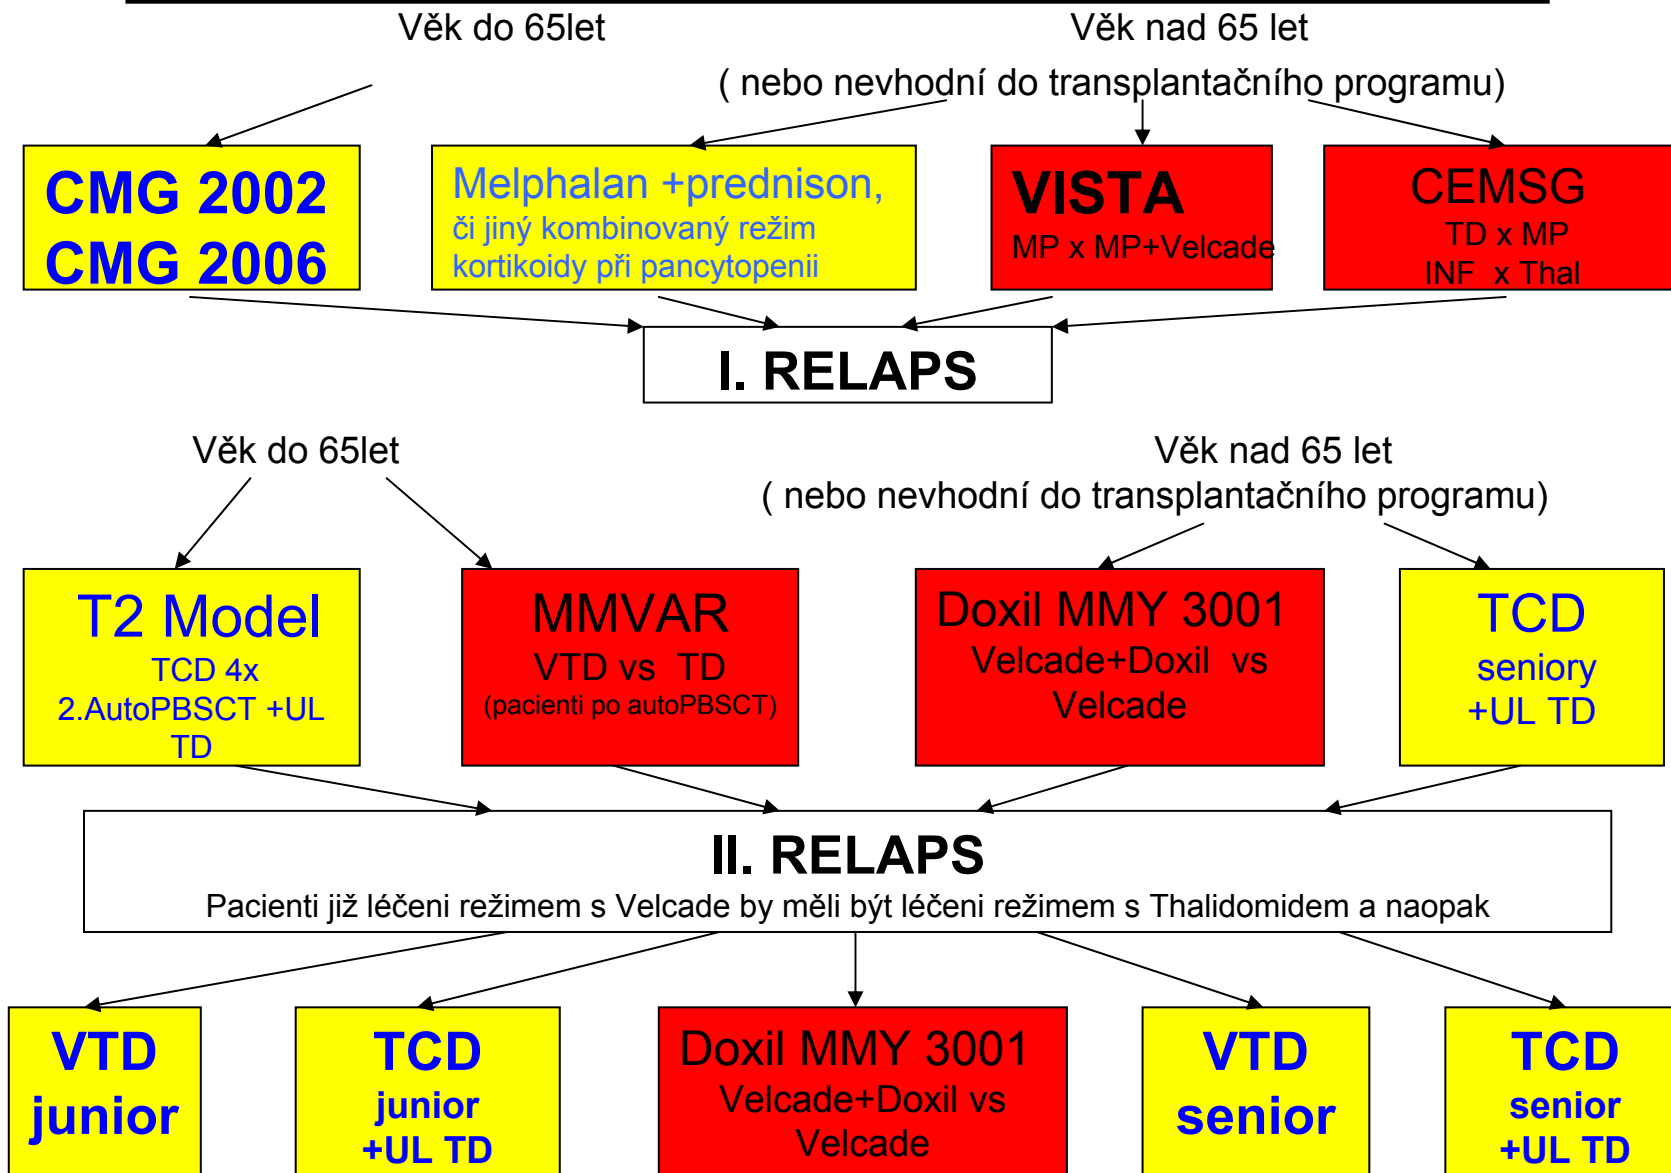 Věk do 65let
Věk nad 65 let
( nebo nevhodní do transplantačního programu)
CMG 2002
CMG 2006
Melphalan +prednison,
či jiný kombinovaný režim
kortikoidy při pancytopenii
VISTA
MP x MP+Velcade
CEMSG
TD x MP
INF x Thal
I. RELAPS
Věk do 65let
Věk nad 65 let
( nebo nevhodní do transplantačního programu)
T2 Model
TCD 4x
2.AutoPBSCT +UL
TD
MMVAR
VTD vs TD
(pacienti po autoPBSCT)
Doxil MMY 3001
Velcade+Doxil vs
Velcade
TCD
seniory
+UL TD
II. RELAPS
Pacienti již léčeni režimem s Velcade by měli být léčeni režimem s Thalidomidem a naopak
VTD
junior
TCD
junior
+UL TD
Doxil MMY 3001
Velcade+Doxil vs
Velcade
VTD
senior
TCD
senior
+UL TD